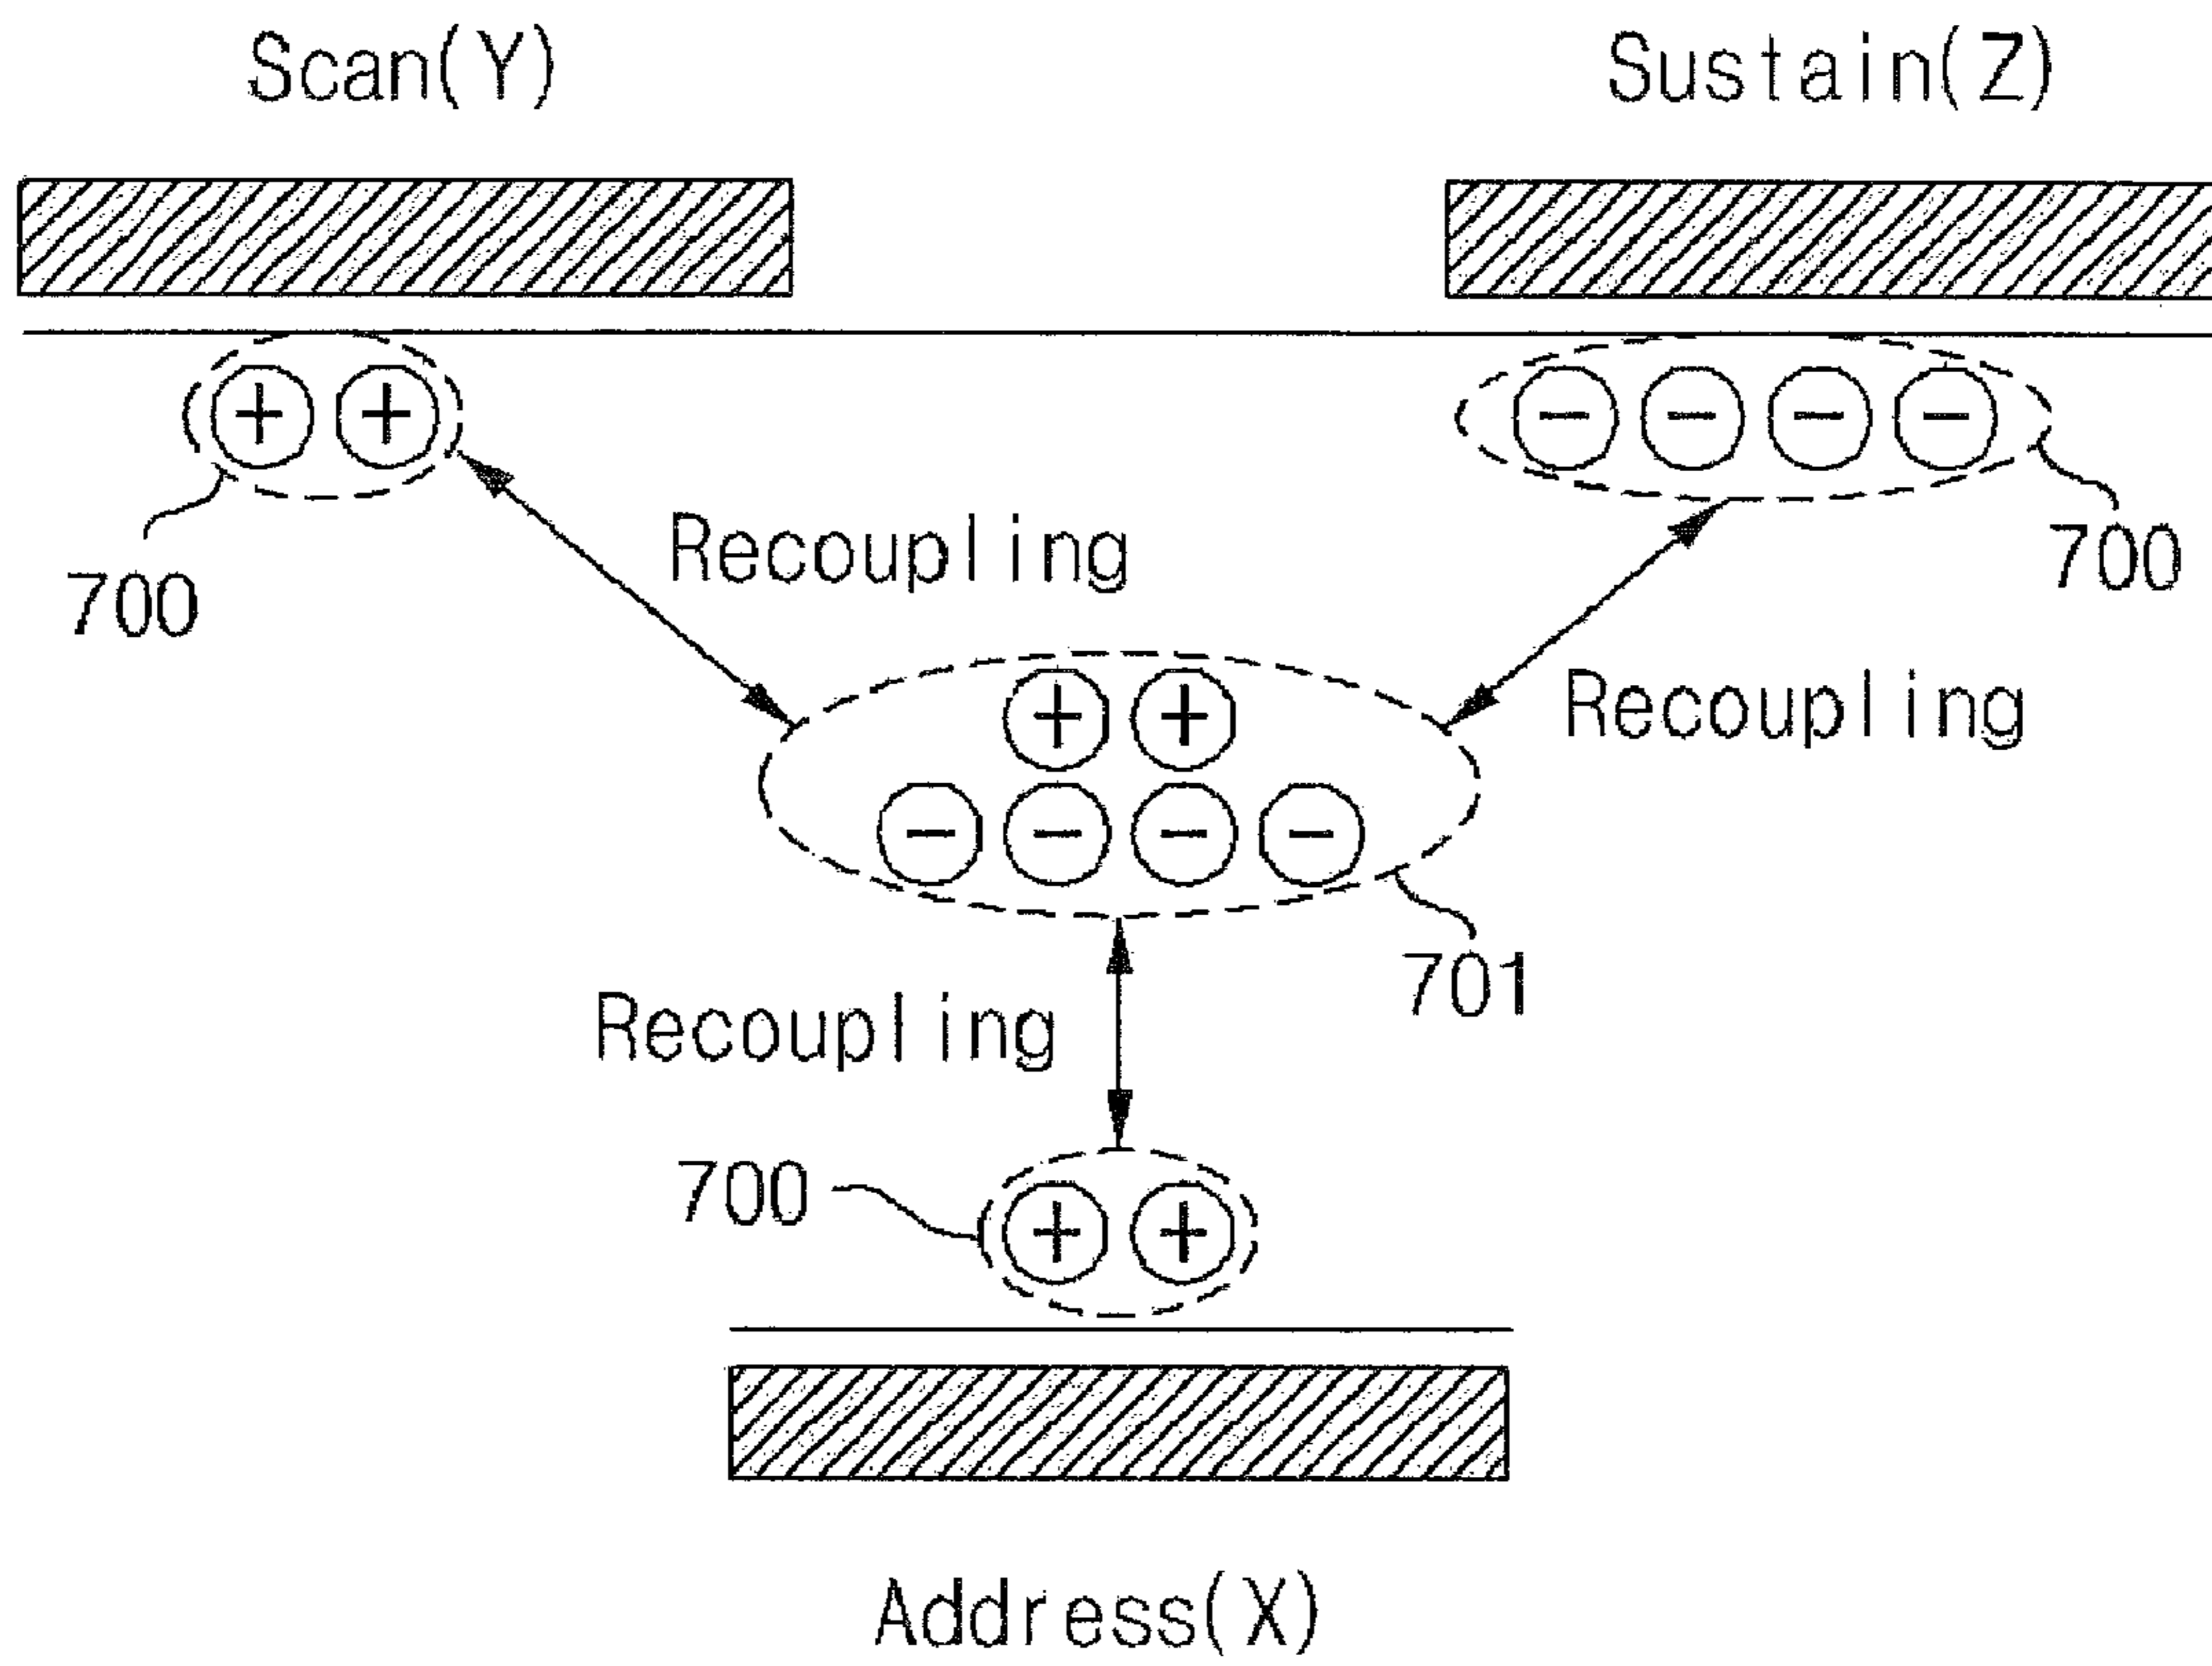 Scan(Y)
Sustain(Z)
+ +
- - - -
Recoupling
700
700
+ +
Recoupling
- - - -
701
Recoupling
700
+ +
Address(X)